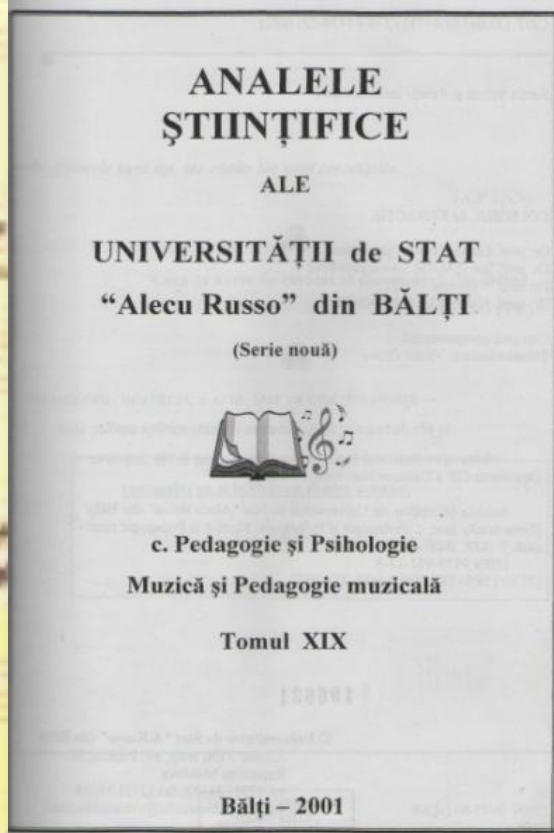 ANALELE
ŞTIINŢIFICE
ALE
UNIVERSITĂŢII de STAT
“Alecu Russo” din BĂLŢI
(Serie nouă)
c. Pedagogie şi Psihologie
Muzică şi Pedagogie muzicală
Tomul XIX
Bălţi – 2001